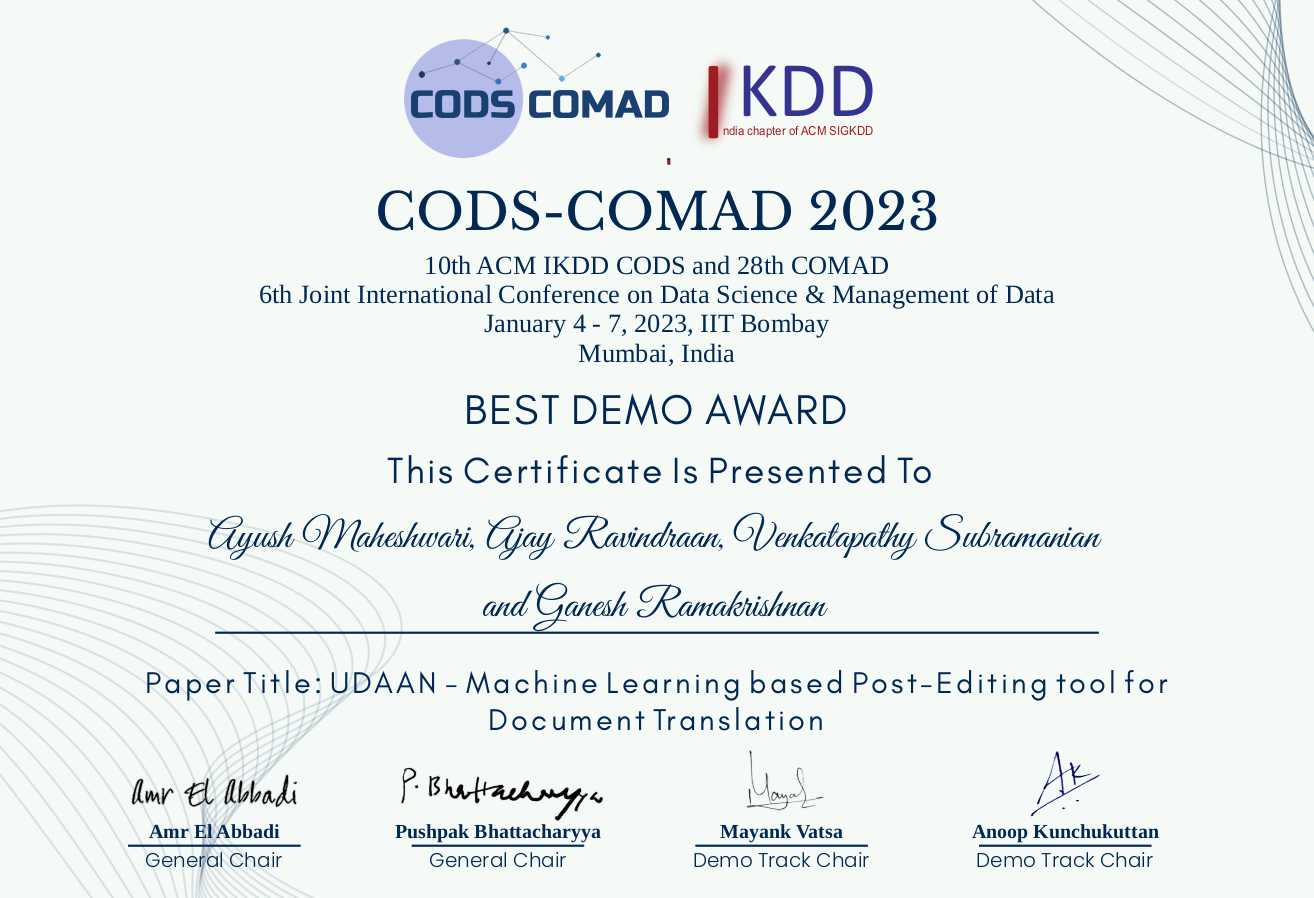 CODS COMAD
IKDD
India chapter of ACM SIGKDD
CODS-COMAD 2023
10th ACM IKDD CODS and 28th COMAD
6th Joint International Conference on Data Science & Management of Data
January 4 - 7, 2023, IIT Bombay
Mumbai, India
BEST DEMO AWARD
This Certificate Is Presented To
Ayush Maheshwari, Ajay Ravindraan, Venkatapathy Subramanian
and Ganesh Ramakrishnan
Paper Title: UDAAN - Machine Learning based Post-Editing tool for
Document Translation
Amr El Abbadi P. Bhattacharyya Mayank AK
Amr El Abbadi Pushpak Bhattacharyya Mayank Vatsa Anoop Kunchukuttan
General Chair General Chair Demo Track Chair Demo Track Chair